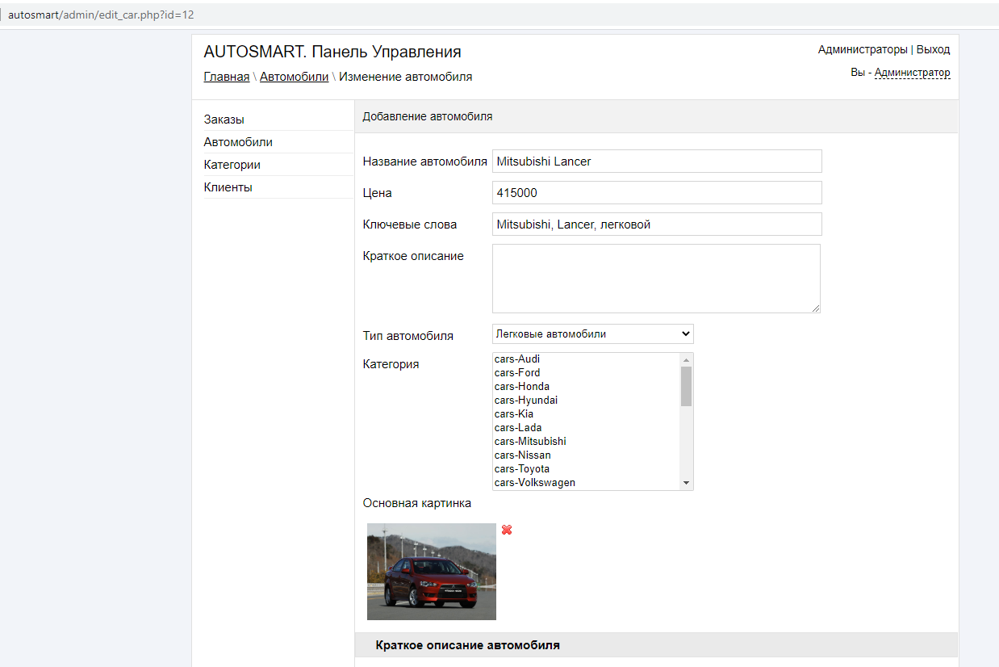 autosmart/admin/edit_car.php?id=12
AUTOSMART. Панель Управления
Администраторы | Выход
Главная \ Автомобили \ Изменение автомобиля
Вы - Администратор
Заказы
Автомобили
Категории
Клиенты
Добавление автомобиля
Название автомобиля Mitsubishi Lancer
Цена 415000
Ключевые слова Mitsubishi, Lancer, легковой
Краткое описание
Тип автомобиля Легковые автомобили
Категория
cars-Audi
cars-Ford
cars-Honda
cars-Hyundai
cars-Kia
cars-Lada
cars-Mitsubishi
cars-Nissan
cars-Toyota
cars-Volkswagen
Основная картинка
Краткое описание автомобиля